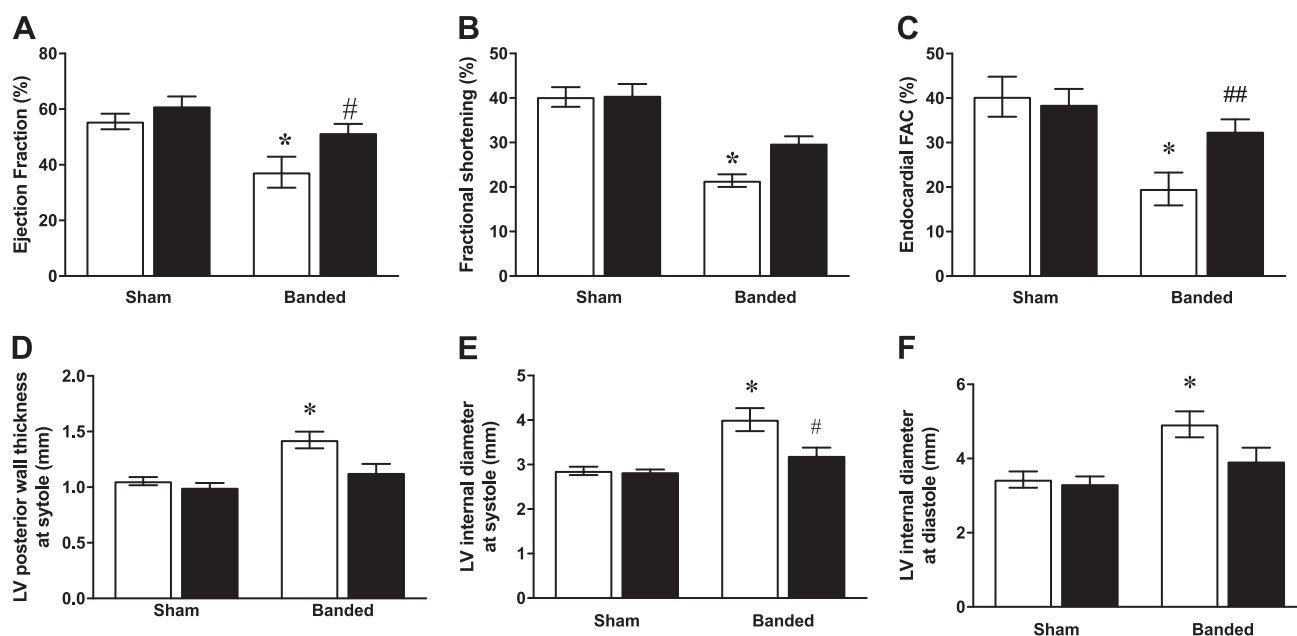 A
Ejection Fraction (%)
80
60
40
20
0
*
#
Sham
Banded
B
Fractional shortening (%)
50
40
30
20
10
0
*
Sham
Banded
C
Endocardial FAC (%)
50
40
30
20
10
0
*
##
Sham
Banded
D
LV posterior wall thickness
at sytole (mm)
2.0
1.5
1.0
0.5
0.0
*
Sham
Banded
E
LV internal diameter
at systole (mm)
5
4
3
2
1
0
*
#
Sham
Banded
F
LV internal diameter
at diastole (mm)
6
4
2
0
*
Sham
Banded